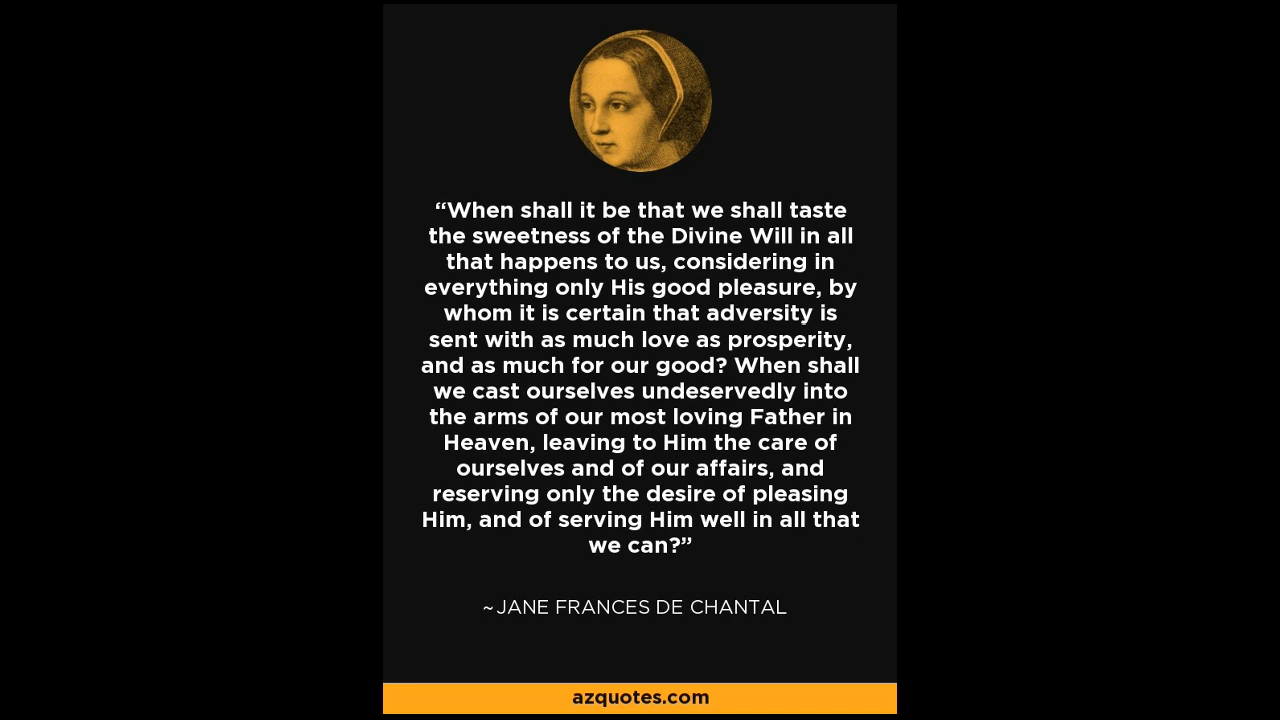 “When shall it be that we shall taste
the sweetness of the Divine Will in all
that happens to us, considering in
everything only His good pleasure, by
whom it is certain that adversity is
sent with as much love as prosperity,
and as much for our good? When shall
we cast ourselves undeservedly into
the arms of our most loving Father in
Heaven, leaving to Him the care of
ourselves and of our affairs, and
reserving only the desire of pleasing
Him, and of serving Him well in all that
we can?”
~JANE FRANCES DE CHANTAL
azquotes.com